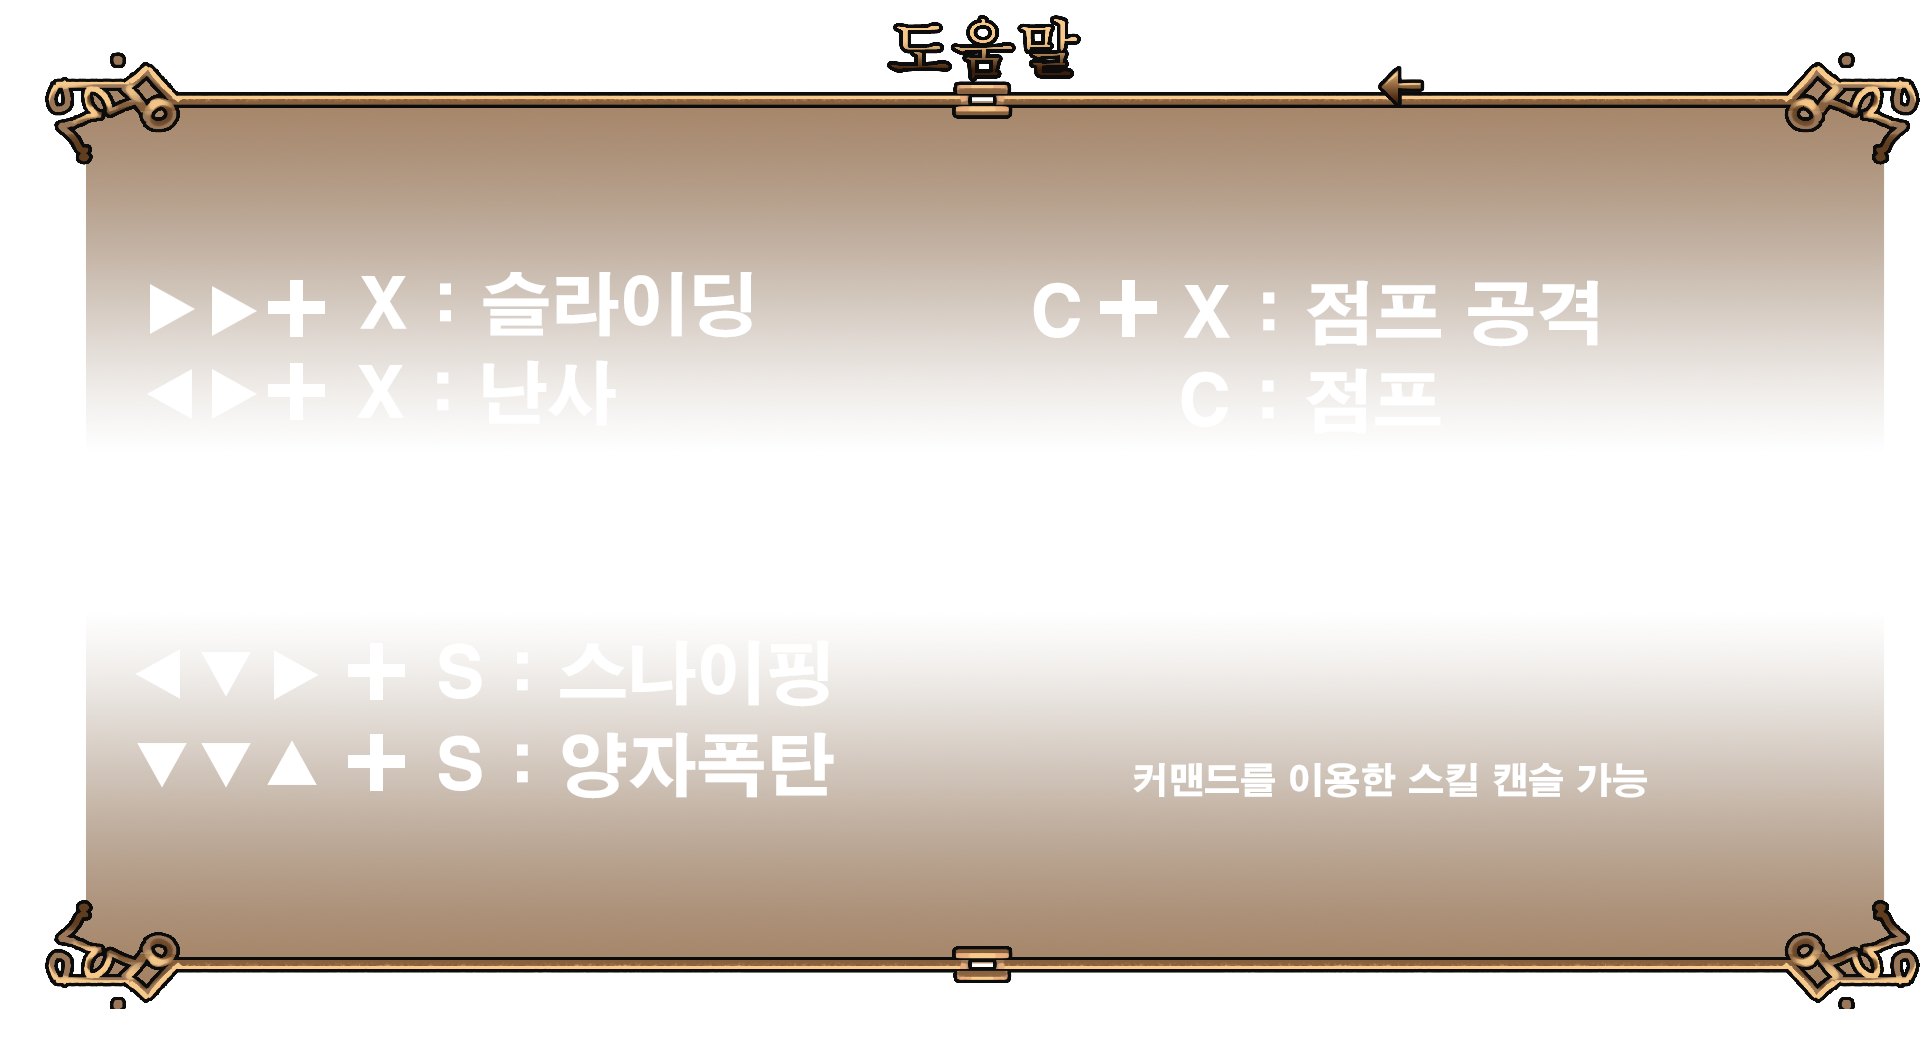 도움말
▶▶+ X : 슬라이딩
◀▶+ X : 난사
C + X : 점프 공격
C : 점프
◀▼▶ + S : 스나이핑
▼▼▲ + S : 양자폭탄
커맨드를 이용한 스킬 캔슬 가능